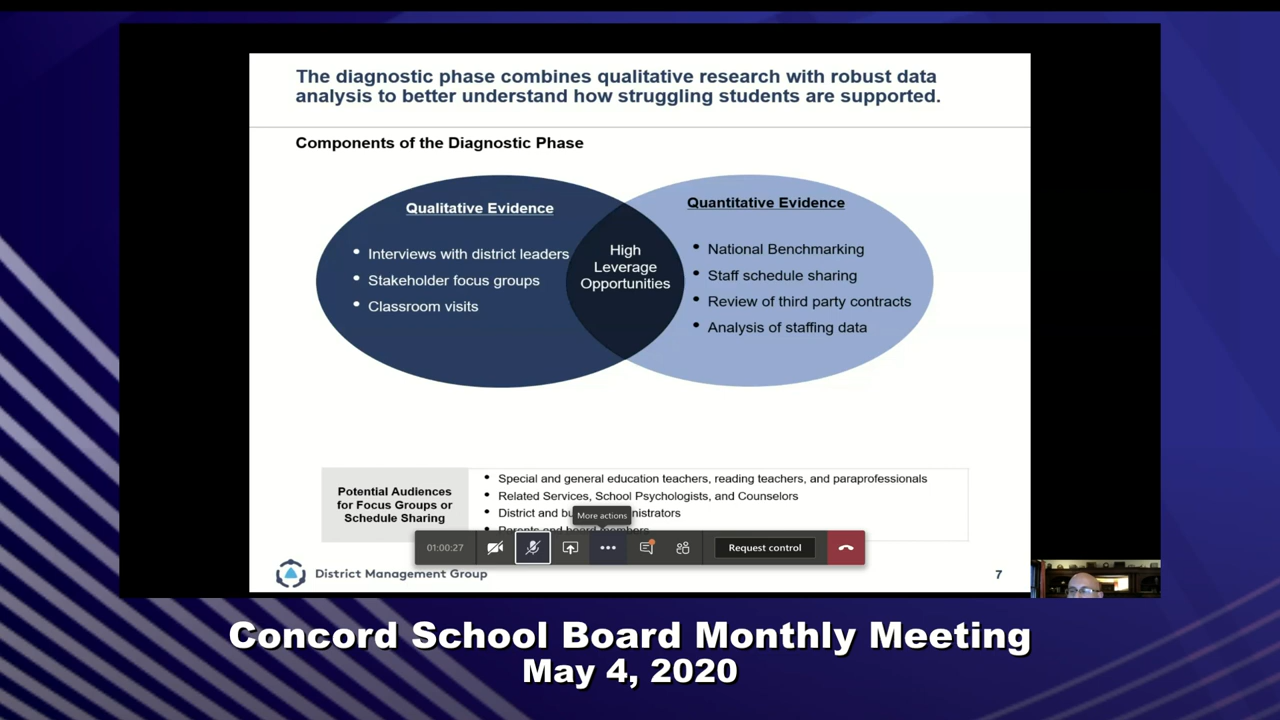 The diagnostic phase combines qualitative research with robust data
analysis to better understand how struggling students are supported.
Components of the Diagnostic Phase
Qualitative Evidence
• Interviews with district leaders
• Stakeholder focus groups
• Classroom visits
High
Leverage
Opportunities
Quantitative Evidence
• National Benchmarking
• Staff schedule sharing
• Review of third party contracts
• Analysis of staffing data
Potential Audiences
for Focus Groups or
Schedule Sharing
• Special and general education teachers, reading teachers, and paraprofessionals
• Related Services, School Psychologists, and Counselors
• District and
• Parents and board members
More actions
01:00:27
Request control
District Management Group
7
Concord School Board Monthly Meeting
May 4, 2020